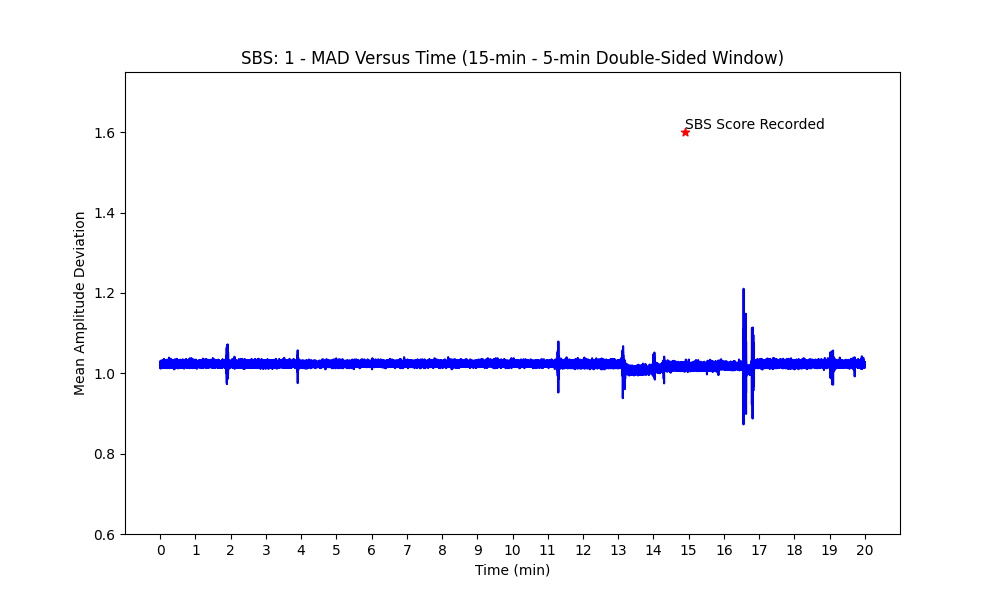 SBS: 1 - MAD Versus Time (15-min - 5-min Double-Sided Window)
SBS Score Recorded
Mean Amplitude Deviation
1.6
1.4
1.2
1.0
0.8
0.6
0 1 2 3 4 5 6 7 8 9 10 11 12 13 14 15 16 17 18 19 20
Time (min)